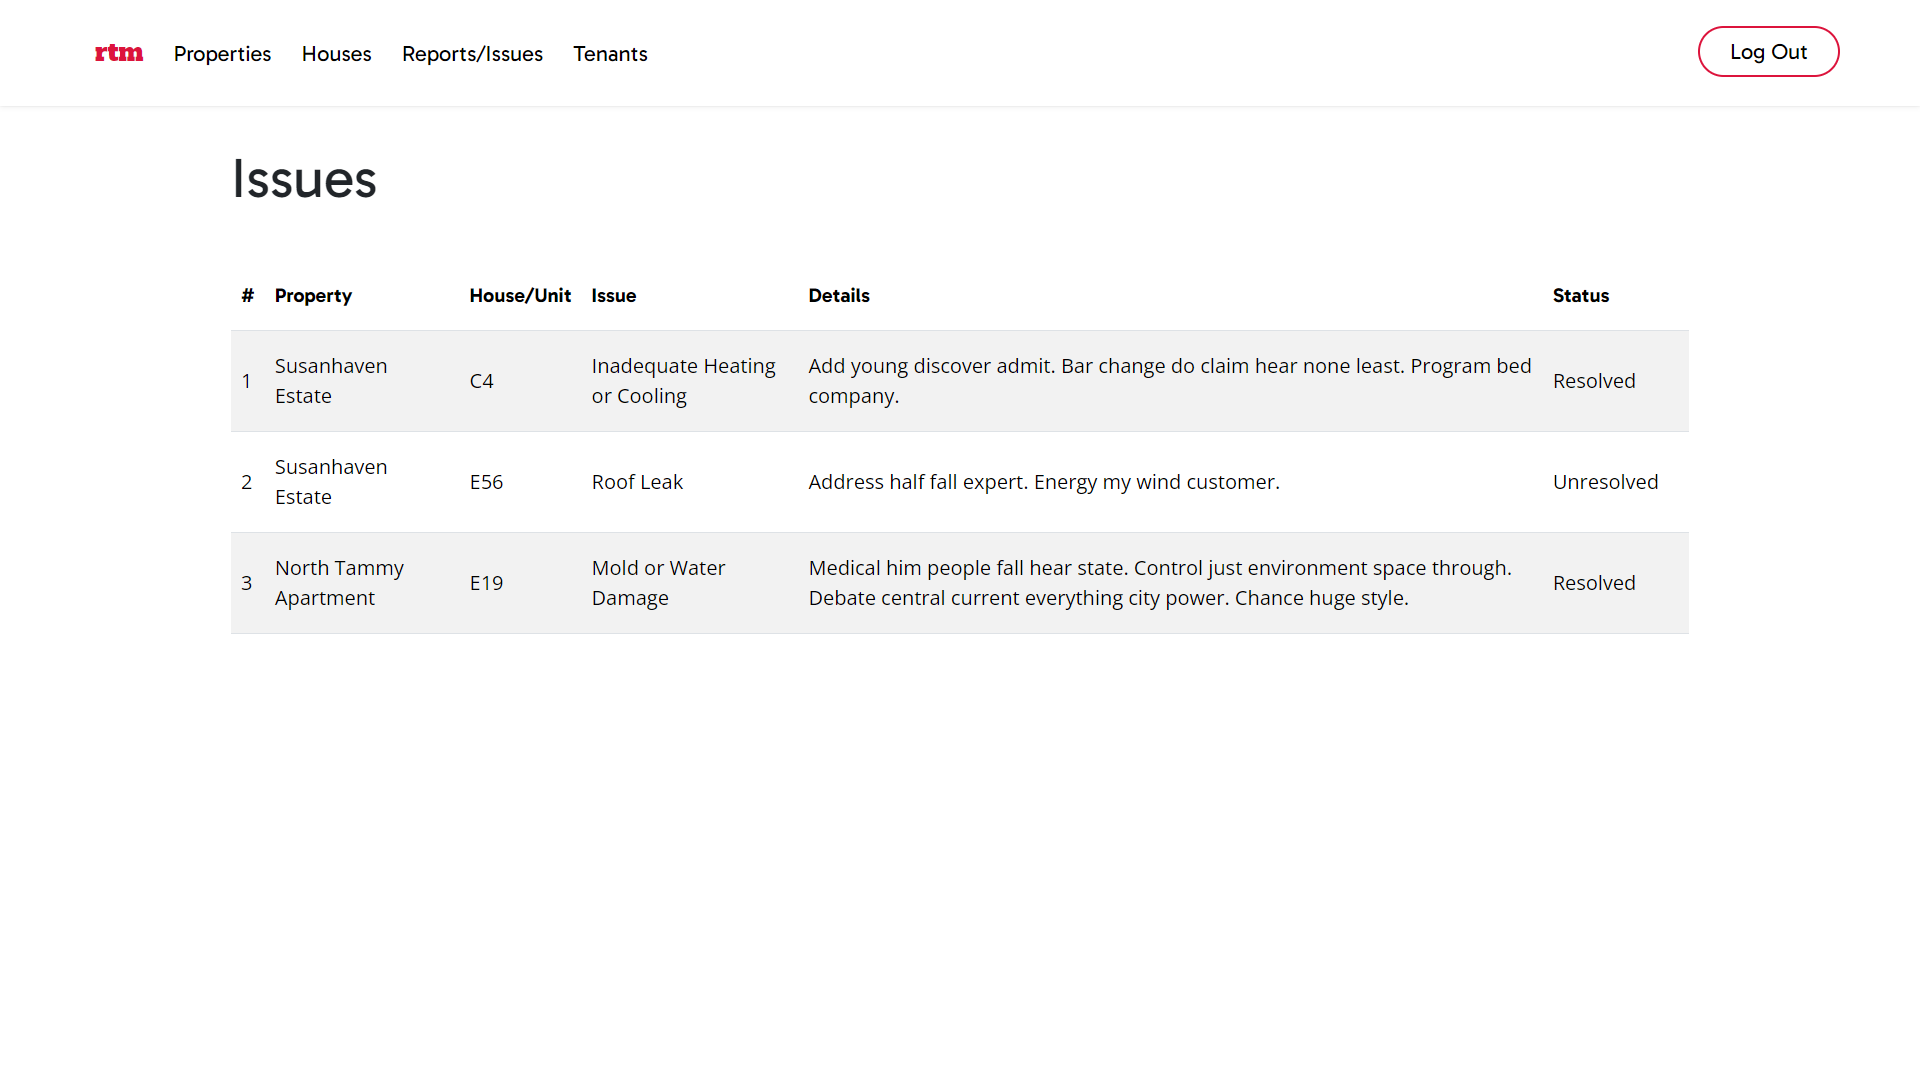 rtm Properties Houses Reports/Issues Tenants Log Out
Issues
# Property House/Unit Issue Details Status
1 Susanhaven Estate C4 Inadequate Heating or Cooling Add young discover admit. Bar change do claim hear none least. Program bed company. Resolved
2 Susanhaven Estate E56 Roof Leak Address half fall expert. Energy my wind customer. Unresolved
3 North Tammy Apartment E19 Mold or Water Damage Medical him people fall hear state. Control just environment space through. Debate central current everything city power. Chance huge style. Resolved